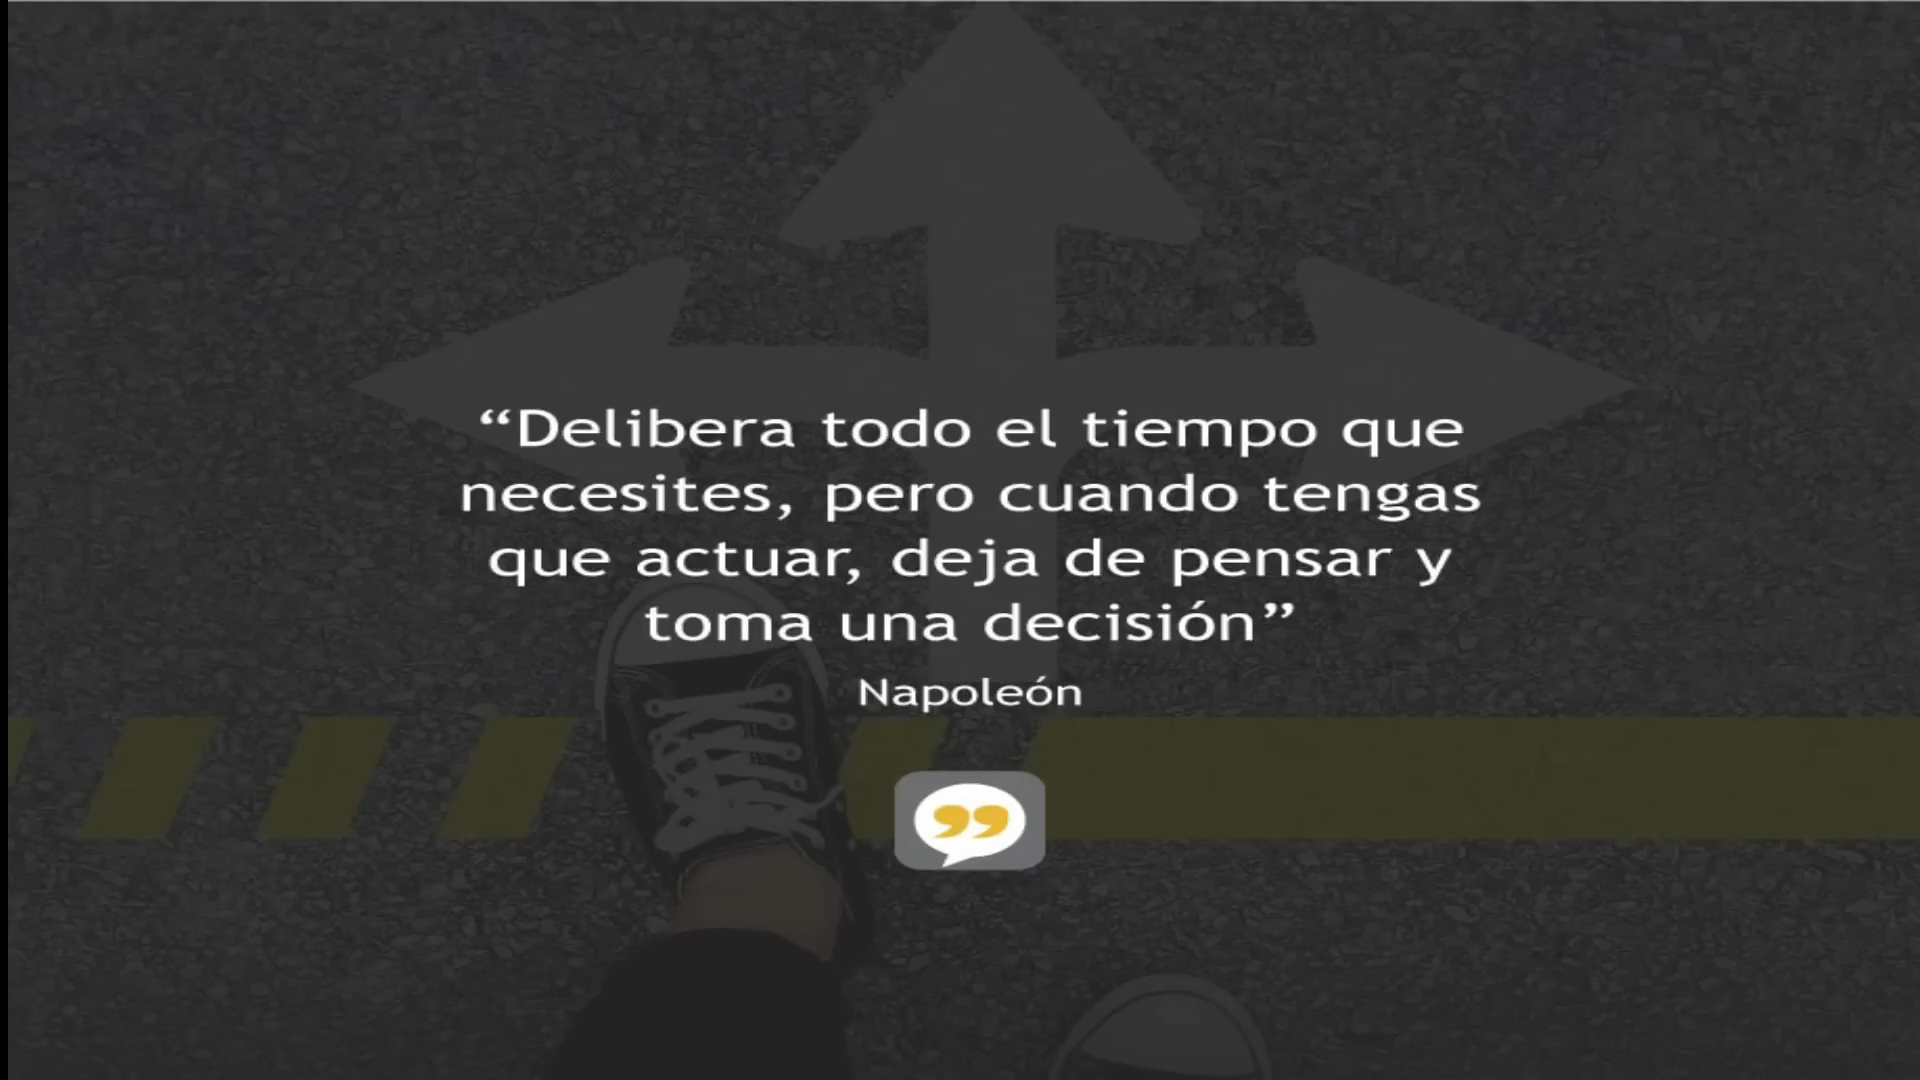 “Delibera todo el tiempo que
necesites, pero cuando tengas
que actuar, deja de pensar y
toma una decisión”
Napoleón